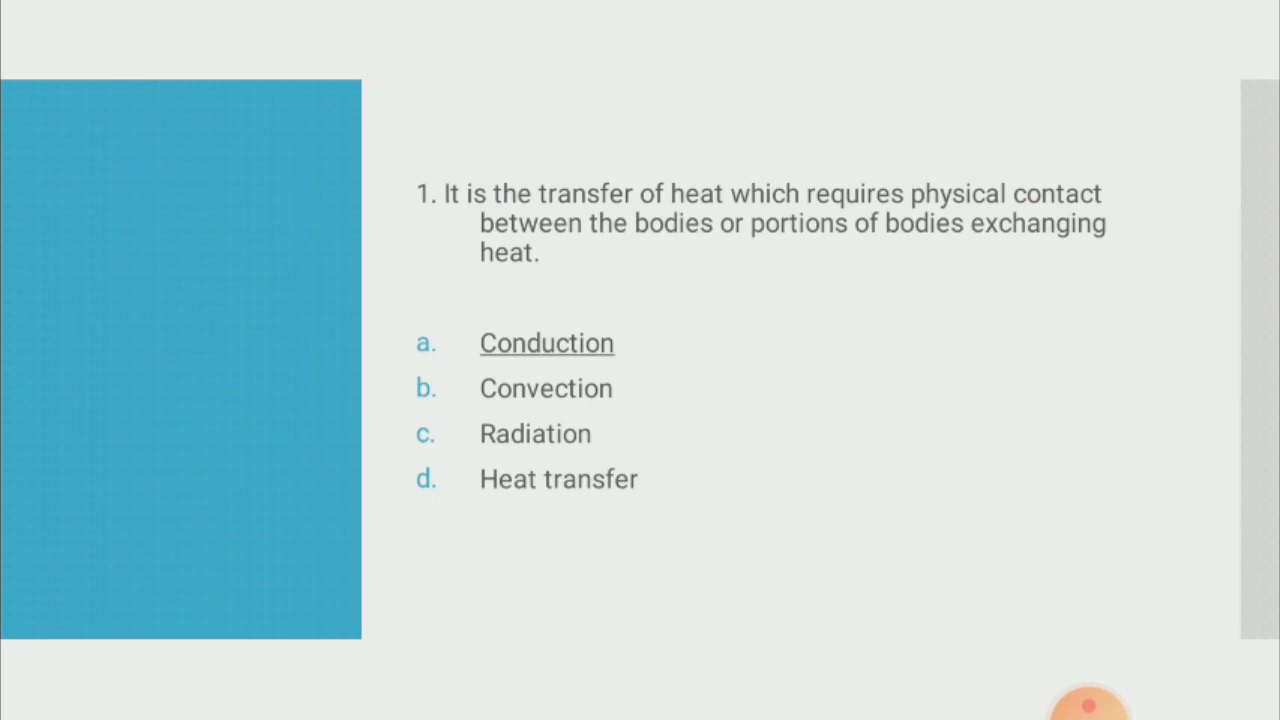 1. It is the transfer of heat which requires physical contact
between the bodies or portions of bodies exchanging
heat.
a. Conduction
b. Convection
c. Radiation
d. Heat transfer